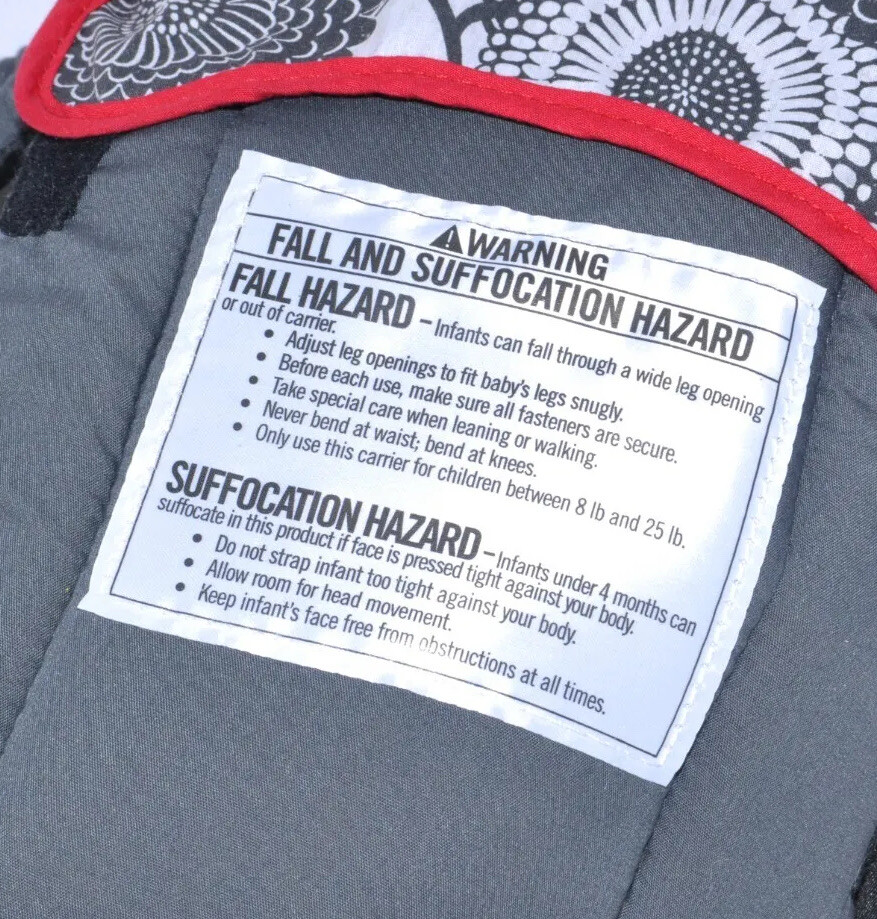 ⚠WARNING
FALL AND SUFFOCATION HAZARD
FALL HAZARD – Infants can fall through a wide leg opening
or out of carrier.
• Adjust leg openings to fit baby's legs snugly.
• Before each use, make sure all fasteners are secure.
• Take special care when leaning or walking.
• Never bend at waist; bend at knees.
• Only use this carrier for children between 8 lb and 25 lb.
SUFFOCATION HAZARD – Infants under 4 months can
suffocate in this product if face is pressed tight against your body.
• Do not strap infant too tight against your body.
• Allow room for head movement.
• Keep infant's face free from obstructions at all times.